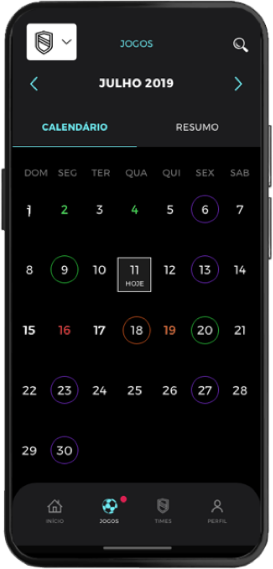 JOGOS
JULHO 2019
CALENDÁRIO RESUMO
DOM SEG TER QUA QUI SEX SAB
1 2 3 4 5 6 7
8 9 10 11 12 13 14
HOJE
15 16 17 18 19 20 21
22 23 24 25 26 27 28
29 30
INÍCIO JOGOS TIMES PERFIL